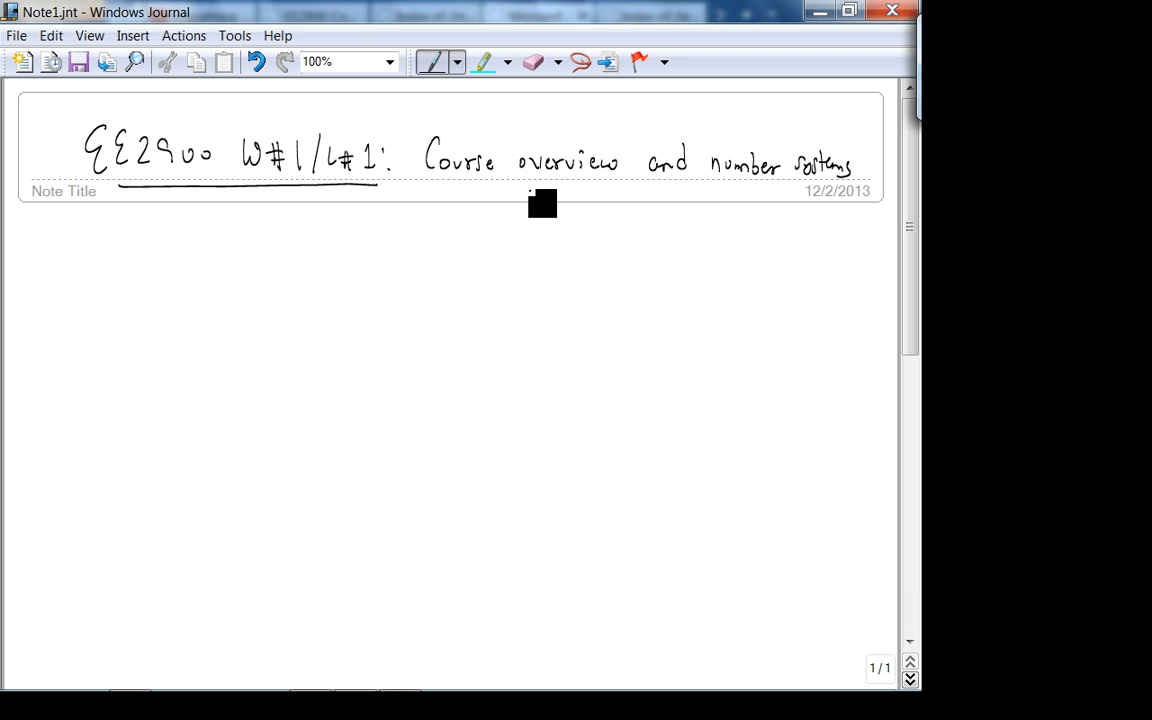 Note1.jnt - Windows Journal
File Edit View Insert Actions Tools Help
100%
EE2900 W#1/L#1: Course overview and number systems
Note Title 12/2/2013
1/1